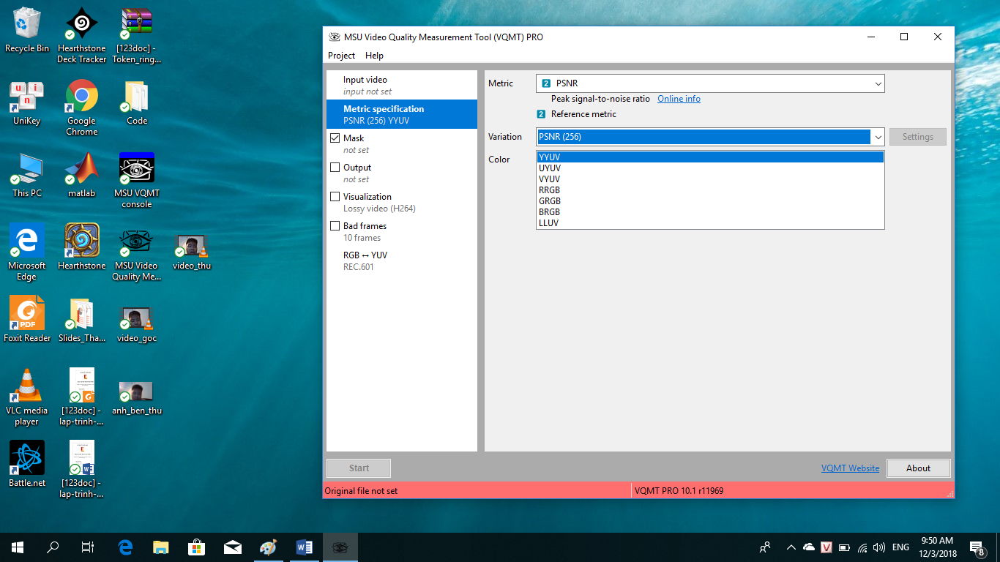 Recycle Bin
Hearthstone
Deck Tracker
[123doc] -
Token_ring...
UniKey
Google
Chrome
Code
This PC
matlab
MSU VQMT
console
Microsoft
Edge
Hearthstone
MSU Video
Quality Me...
video_thu
Foxit Reader
PDF
Slides_Tha...
video_goc
VLC media
player
[123doc] -
lap-trinh-...
anh_ben_thu
Battle.net
[123doc] -
lap-trinh-...
MSU Video Quality Measurement Tool (VQMT) PRO
Project Help
Input video
input not set
Metric specification
PSNR (256) YYUV
Mask
not set
Output
not set
Visualization
Lossy video (H264)
Bad frames
10 frames
RGB ↔ YUV
REC.601
Metric 2 PSNR
Peak signal-to-noise ratio Online info
2 Reference metric
Variation PSNR (256) Settings
Color
YYUV
UYUV
VYUV
RRGB
GRGB
BRGB
LLUV
Start VQMT Website About
Original file not set VQMT PRO 10.1 r11969
ENG
9:50 AM
12/3/2018
8